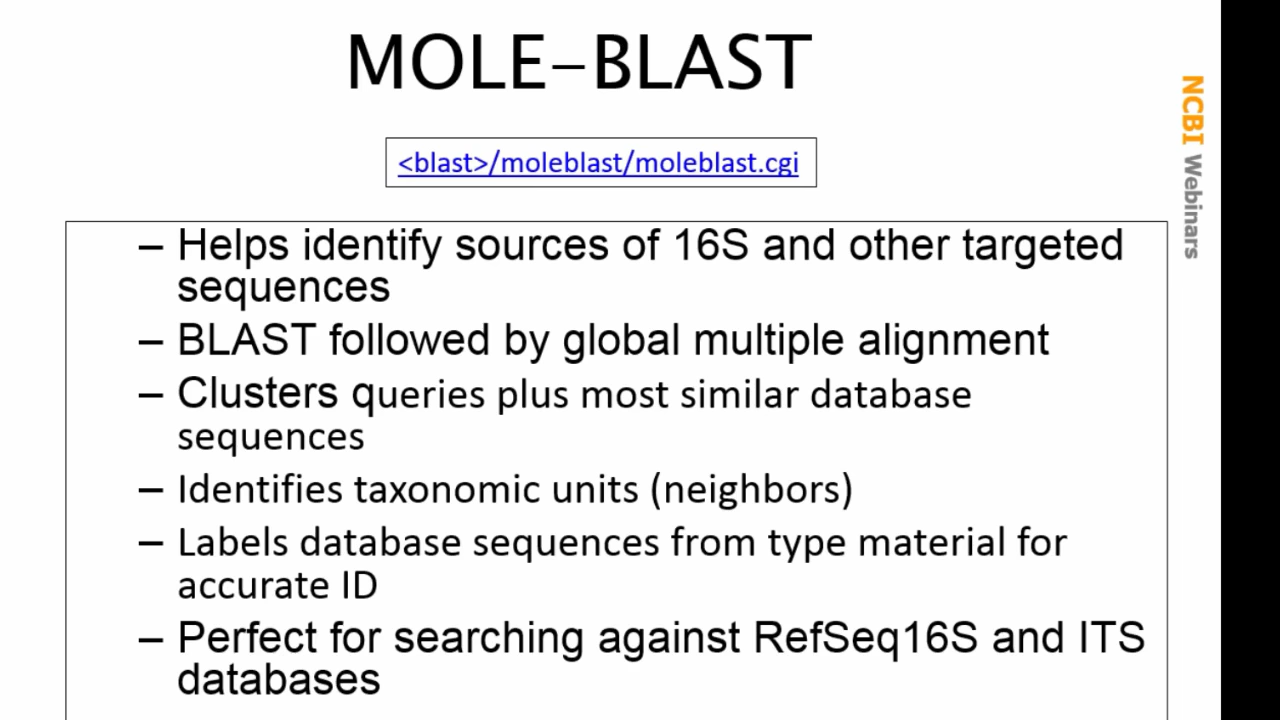 MOLE-BLAST
<blast>/moleblast/moleblast.cgi
NCBI Webinars
– Helps identify sources of 16S and other targeted
sequences
– BLAST followed by global multiple alignment
– Clusters queries plus most similar database
sequences
– Identifies taxonomic units (neighbors)
– Labels database sequences from type material for
accurate ID
– Perfect for searching against RefSeq16S and ITS
databases